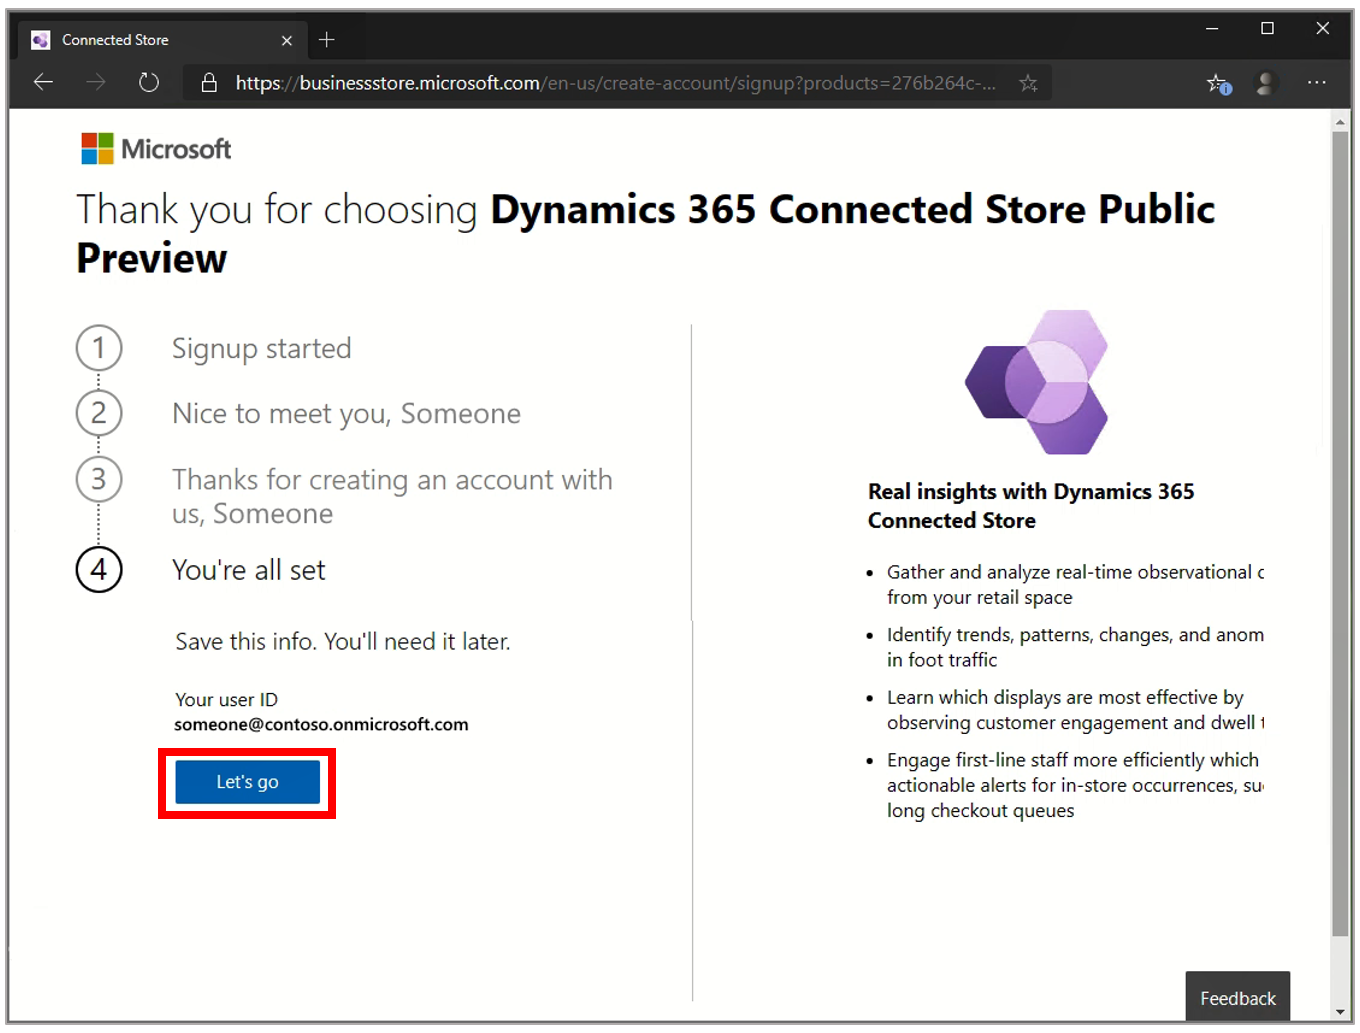 Connected Store
https://businessstore.microsoft.com/en-us/create-account/signup?products=276b264c-...
Microsoft
Thank you for choosing Dynamics 365 Connected Store Public
Preview
1 Signup started
2 Nice to meet you, Someone
3 Thanks for creating an account with
us, Someone
4 You're all set
Save this info. You'll need it later.
Your user ID
someone@contoso.onmicrosoft.com
Let's go
Real insights with Dynamics 365
Connected Store
• Gather and analyze real-time observational
from your retail space
• Identify trends, patterns, changes, and anom
in foot traffic
• Learn which displays are most effective by
observing customer engagement and dwell t
• Engage first-line staff more efficiently which
actionable alerts for in-store occurrences, su
long checkout queues
Feedback